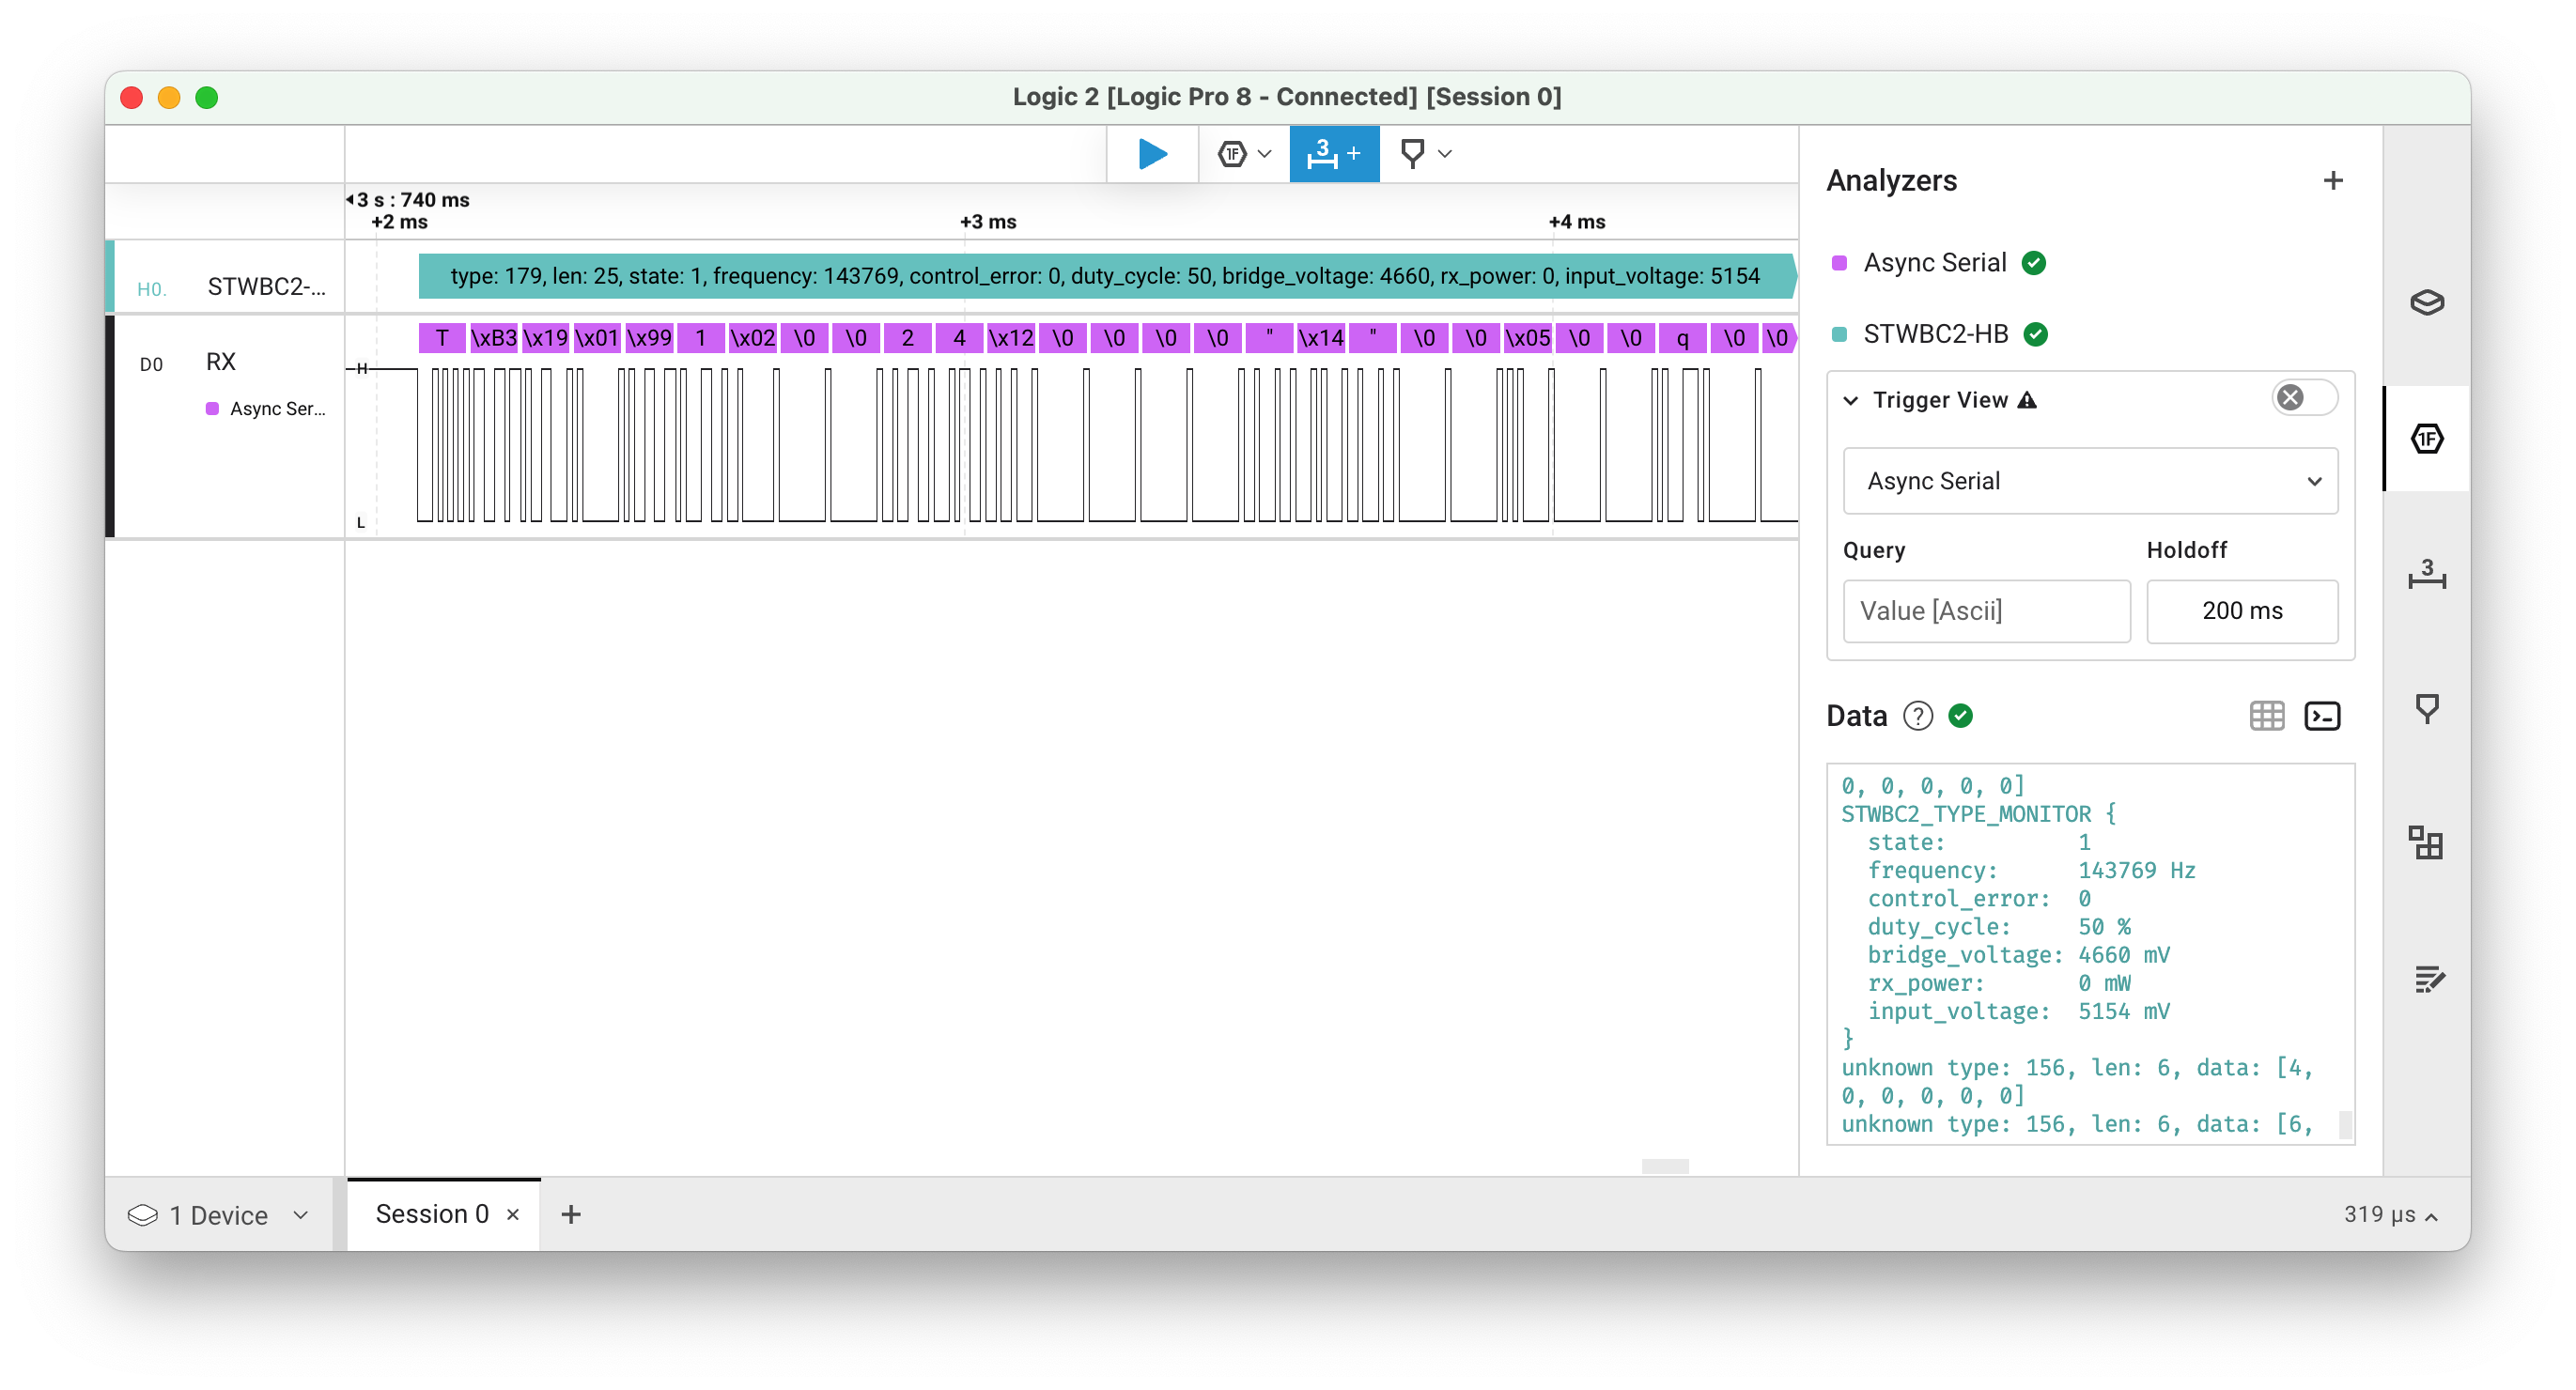 Logic 2 [Logic Pro 8 - Connected] [Session 0]
1F
3 +
3 s : 740 ms
+2 ms
+3 ms
+4 ms
H0.
STWBC2-...
type: 179, len: 25, state: 1, frequency: 143769, control_error: 0, duty_cycle: 50, bridge_voltage: 4660, rx_power: 0, input_voltage: 5154
D0
RX
Async Ser...
T \xB3 \x19 \x01 \x99 1 \x02 \0 \0 2 4 \x12 \0 \0 \0 \0 " \x14 " \0 \0 \x05 \0 \0 q \0 \0
H
L
Analyzers
+
Async Serial
STWBC2-HB
Trigger View
Async Serial
Query
Holdoff
Value [Ascii]
200 ms
Data ?
0, 0, 0, 0, 0]
STWBC2_TYPE_MONITOR {
state: 1
frequency: 143769 Hz
control_error: 0
duty_cycle: 50 %
bridge_voltage: 4660 mV
rx_power: 0 mW
input_voltage: 5154 mV
}
unknown type: 156, len: 6, data: [4,
0, 0, 0, 0, 0]
unknown type: 156, len: 6, data: [6,
1F
3
1 Device
Session 0 ×
+
319 µs